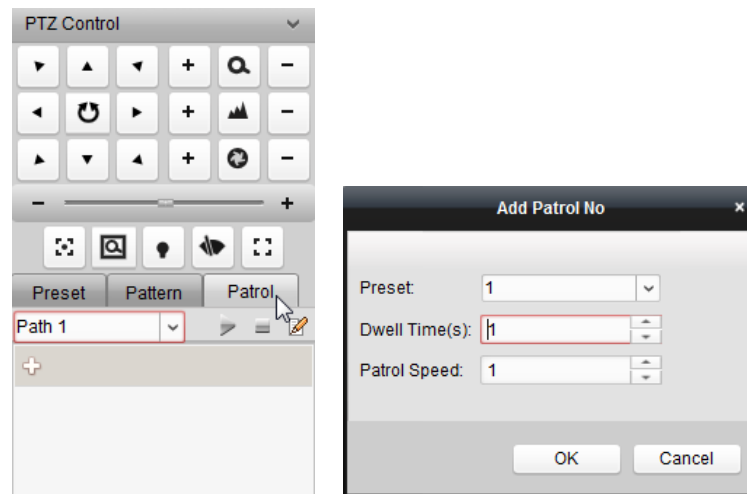 PTZ Control
Preset
Pattern
Patrol
Path 1
Add Patrol No
Preset: 1
Dwell Time(s): 1
Patrol Speed: 1
OK Cancel